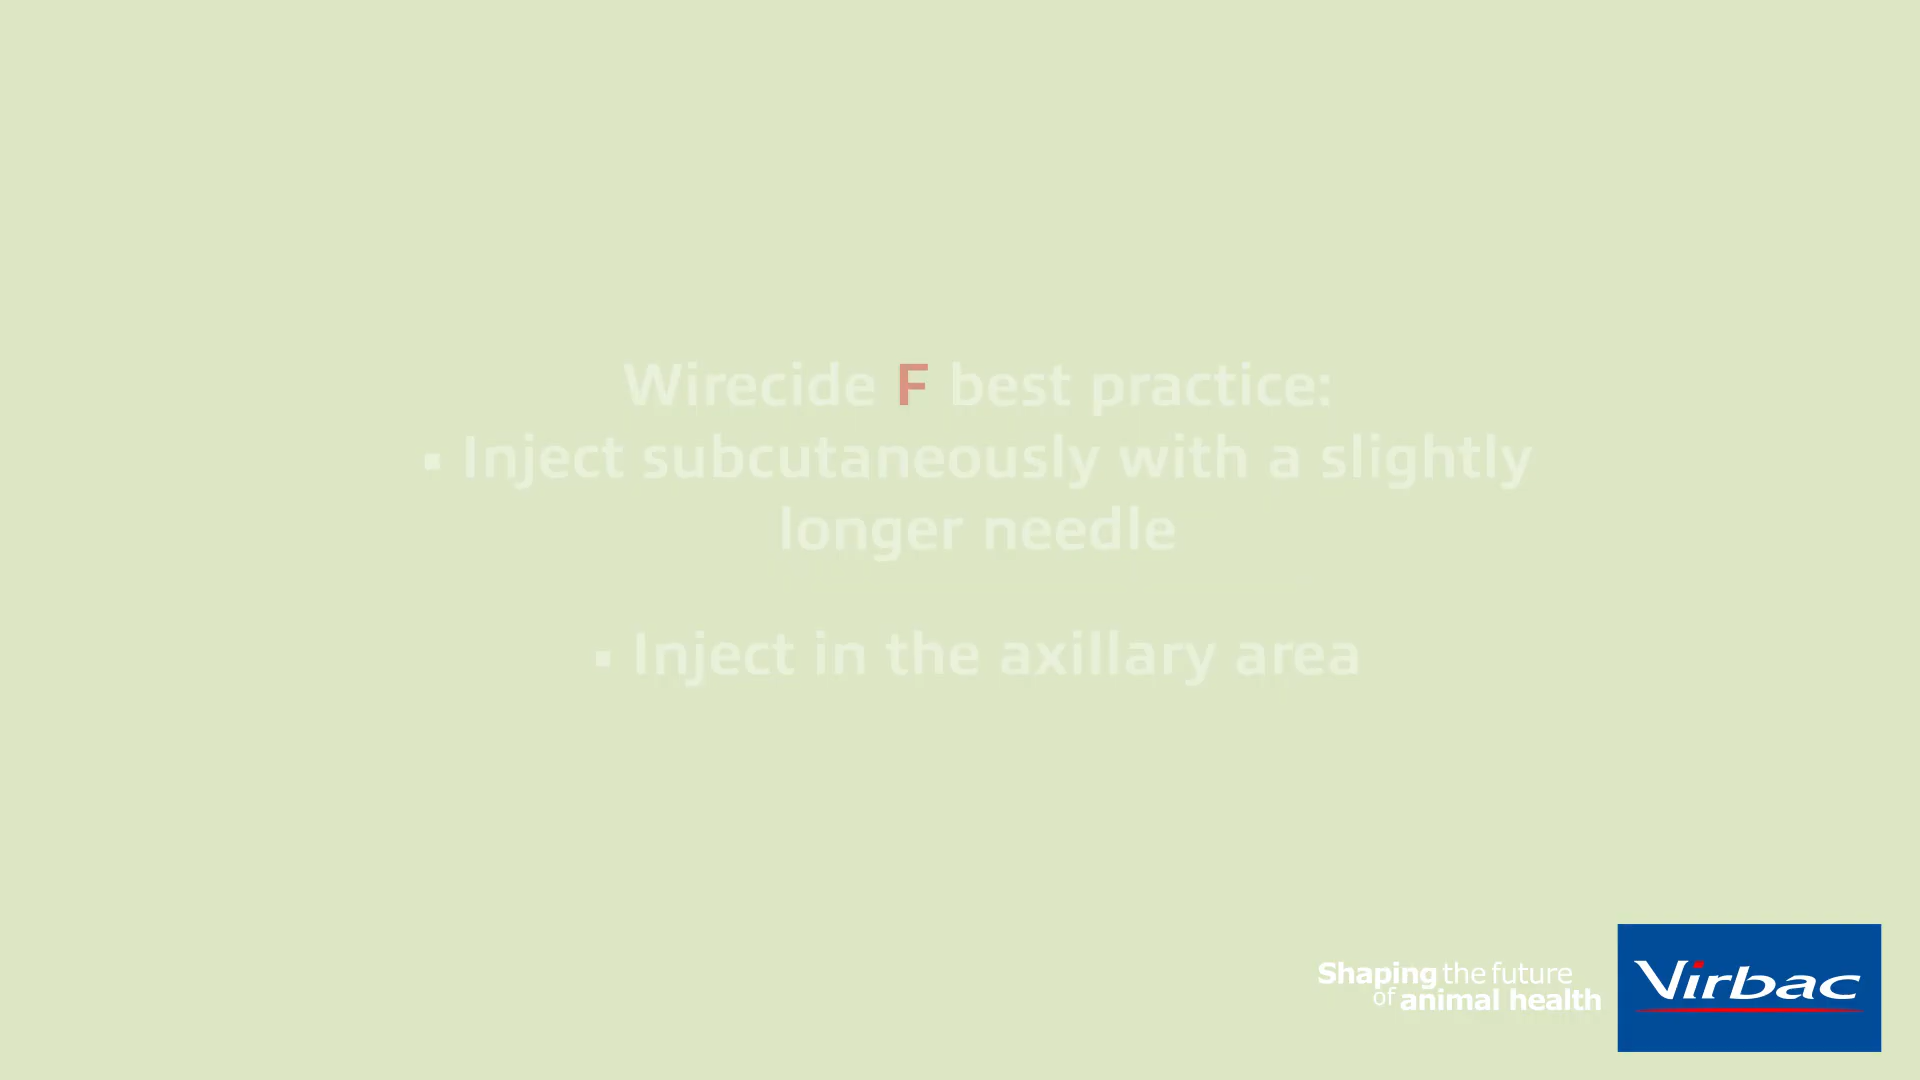 Wirecide F best practice:
▪ Inject subcutaneously with a slightly
longer needle
▪ Inject in the axillary area
Shaping the future
of animal health
Virbac